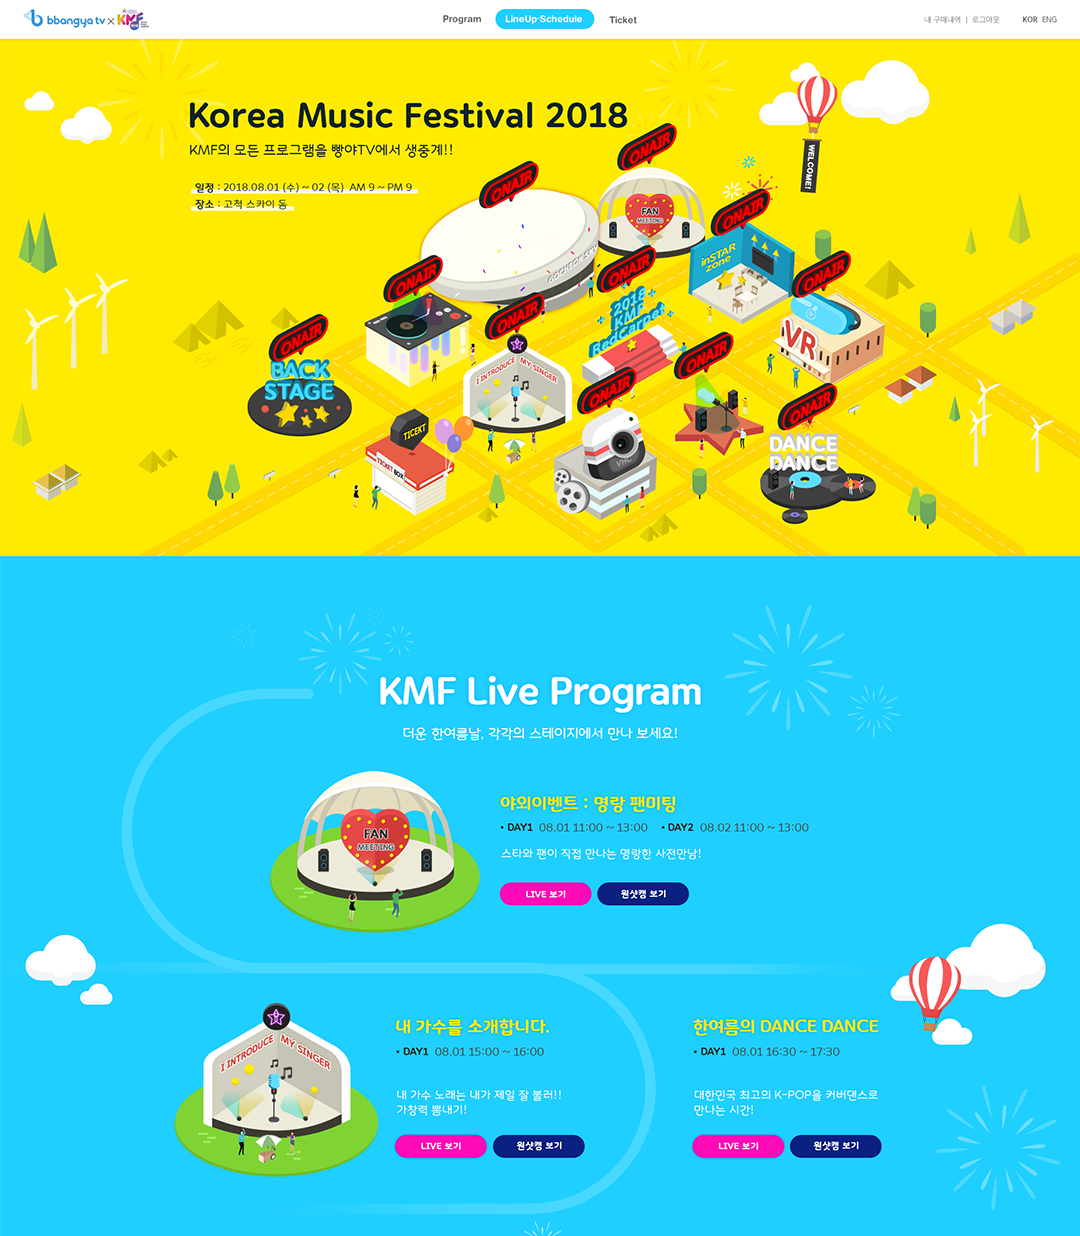 bbangya tv × KMF 2018
Program
LineUp·Schedule
Ticket
내 구매내역 | 로그아웃
KOR ENG
Korea Music Festival 2018
KMF의 모든 프로그램을 빵야TV에서 생중계!!
일정 : 2018.08.01 (수) ~ 02 (목) AM 9 ~ PM 9
장소 : 고척 스카이 돔
WELCOME!
ONAIR
ONAIR
FAN
MEETING
ONAIR
inSTAR
zone
GOCHEON SKY
ONAIR
ONAIR
2018
KMF
RedCarpet
ONAIR
VR
ONAIR
BACK
STAGE
ONAIR
I INTRODUCE MY SINGER
ONAIR
ONAIR
VHC
TICEKT
TICKET BOX
ONAIR
DANCE
DANCE
KMF Live Program
더운 한여름날, 각각의 스테이지에서 만나 보세요!
FAN
MEETING
야외이벤트 : 명랑 팬미팅
• DAY1 08.01 11:00 ~ 13:00 • DAY2 08.02 11:00 ~ 13:00
스타와 팬이 직접 만나는 명랑한 사전만남!
LIVE 보기
원샷캠 보기
I INTRODUCE MY SINGER
내 가수를 소개합니다.
• DAY1 08.01 15:00 ~ 16:00
내 가수 노래는 내가 제일 잘 불러!!
가창력 뽐내기!
LIVE 보기
원샷캠 보기
한여름의 DANCE DANCE
• DAY1 08.01 16:30 ~ 17:30
대한민국 최고의 K-POP을 커버댄스로
만나는 시간!
LIVE 보기
원샷캠 보기